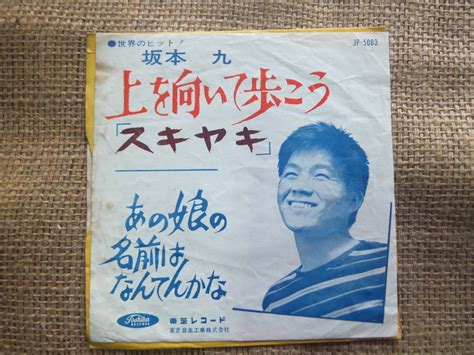 ●世界のヒット!
JP-5083
坂本 九
上を向いて歩こう
「スキヤキ」
あの娘の
名前は
なんてんかな
Toshiba
RECORDS
東芝レコード
東芝音楽工業株式会社